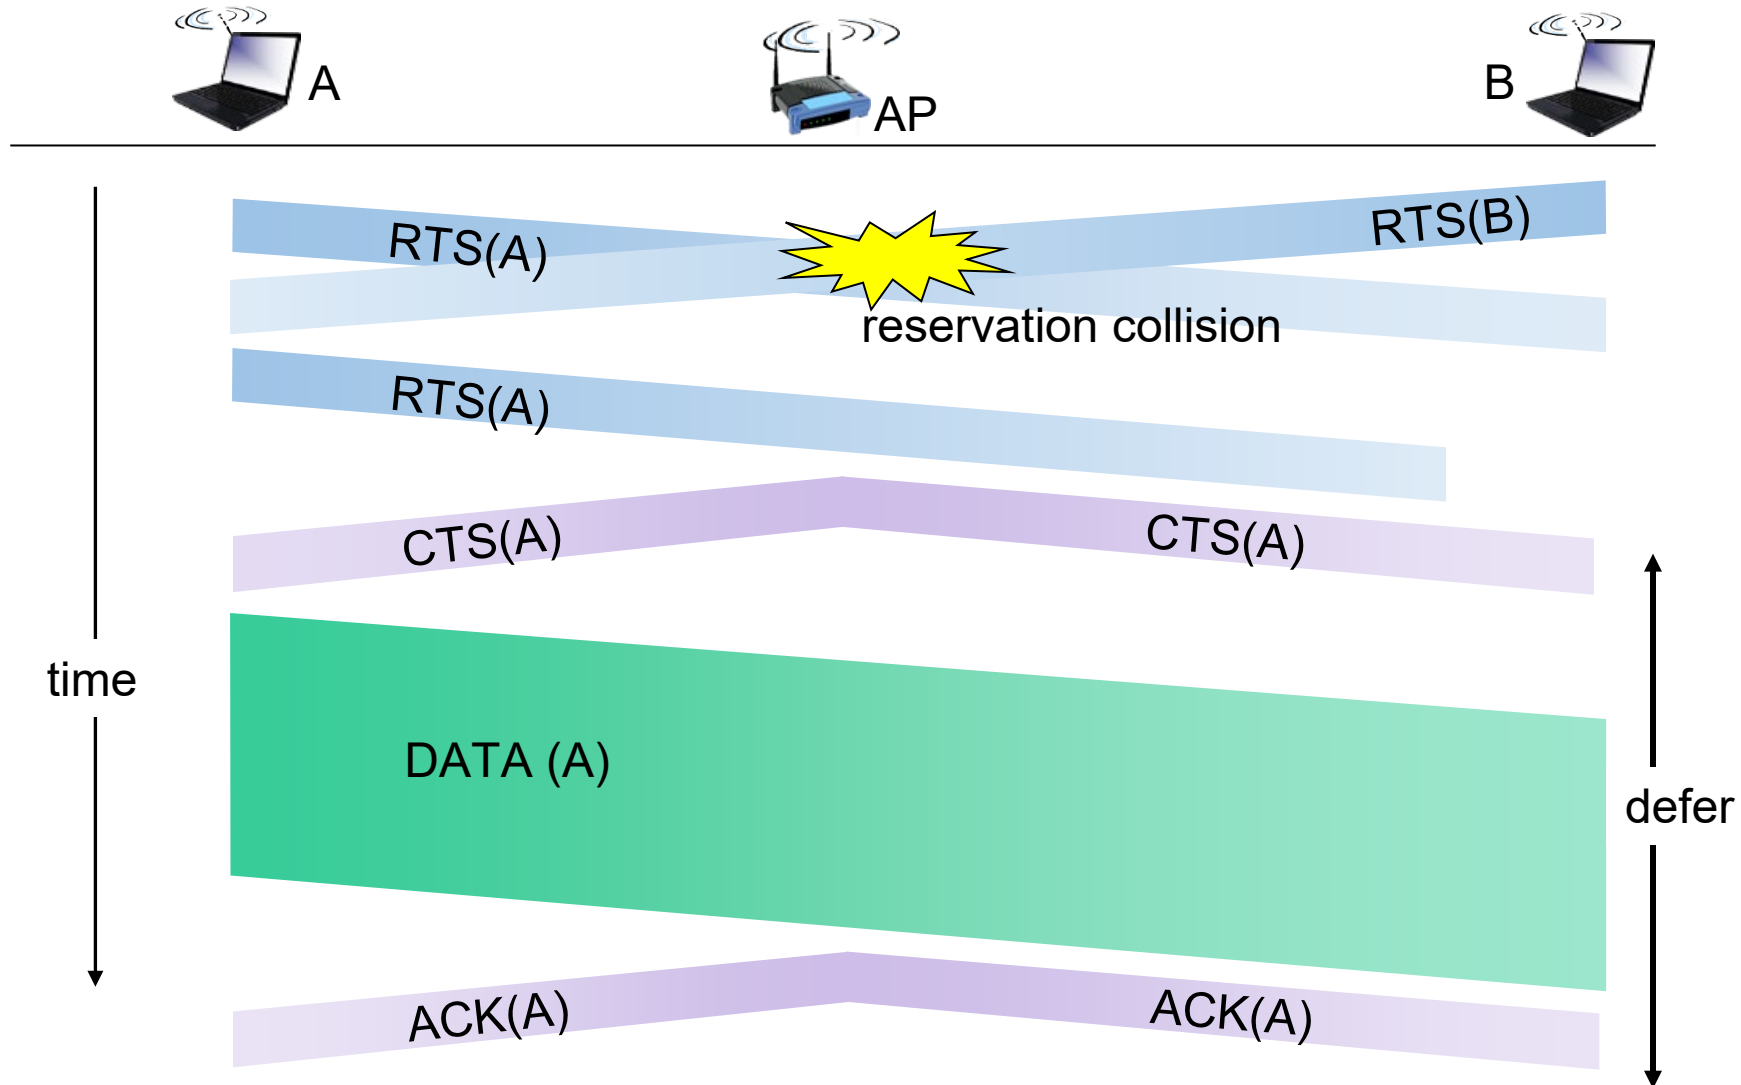 A
AP
B
RTS(A)
RTS(B)
reservation collision
RTS(A)
CTS(A)
CTS(A)
time
DATA (A)
defer
ACK(A)
ACK(A)